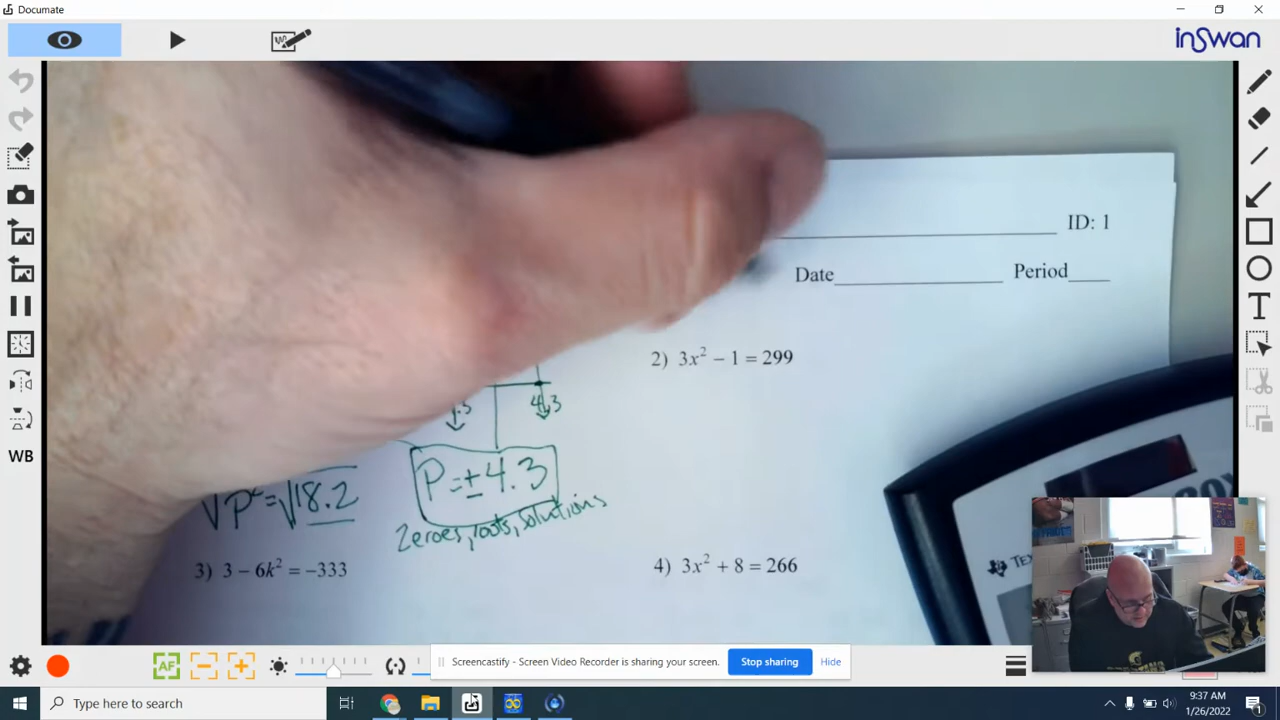 Documate
inSwan
ID: 1
Date Period
2) 3x² − 1 = 299
4.3
P = ± 4.3
√P² = √18.2
Zeroes, roots, solutions
3) 3 − 6k² = −333
4) 3x² + 8 = 266
WB
T
AF
Screencastify - Screen Video Recorder is sharing your screen.
Stop sharing
Hide
Type here to search
9:37 AM
1/26/2022